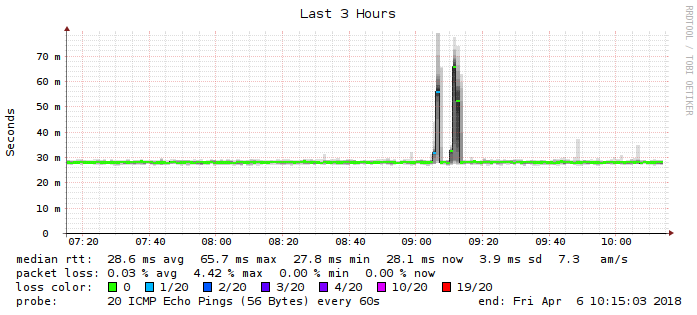 Last 3 Hours
RRDTOOL / TOBI OETIKER
Seconds
70 m
60 m
50 m
40 m
30 m
20 m
10 m
0
07:20 07:40 08:00 08:20 08:40 09:00 09:20 09:40 10:00
median rtt: 28.6 ms avg 65.7 ms max 27.8 ms min 28.1 ms now 3.9 ms sd 7.3 am/s
packet loss: 0.03 % avg 4.42 % max 0.00 % min 0.00 % now
loss color: 0 1/20 2/20 3/20 4/20 10/20 19/20
probe: 20 ICMP Echo Pings (56 Bytes) every 60s end: Fri Apr 6 10:15:03 2018